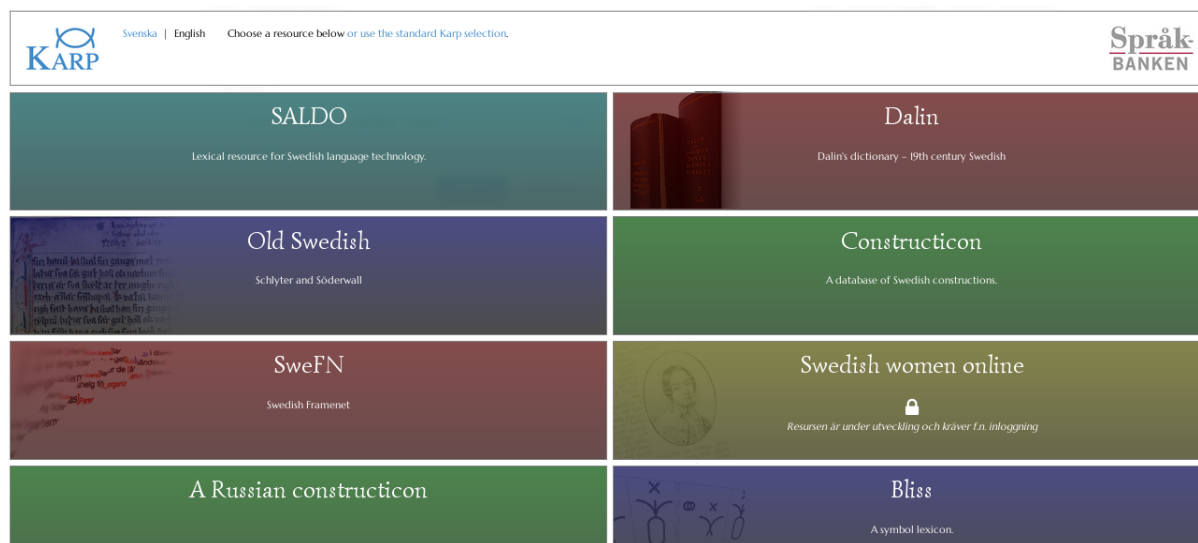 KARP
Svenska | English Choose a resource below or use the standard Karp selection.
Språk-
BANKEN
SALDO
Lexical resource for Swedish language technology.
Dalin
Dalin's dictionary – 19th century Swedish
Old Swedish
Schlyter and Söderwall
Constructicon
A database of Swedish constructions.
SweFN
Swedish Framenet
Swedish women online
Resursen är under utveckling och kräver f.n. inloggning
A Russian constructicon
Bliss
A symbol lexicon.